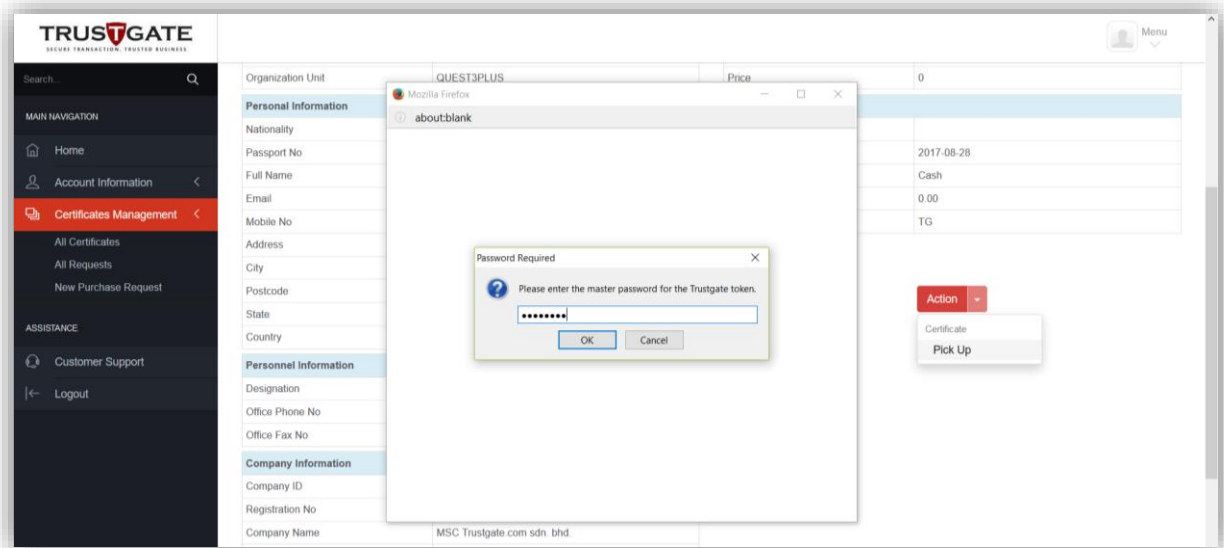 TRUSTGATE
SECURE TRANSACTION. TRUSTED BUSINESS
Menu
Search...
MAIN NAVIGATION
Home
Account Information
Certificates Management
All Certificates
All Requests
New Purchase Request
ASSISTANCE
Customer Support
Logout
Organization Unit QUEST3PLUS Price 0
Personal Information
Nationality
Passport No 2017-08-28
Full Name Cash
Email 0.00
Mobile No TG
Address
City
Postcode
State
Country
Personnel Information
Designation
Office Phone No
Office Fax No
Company Information
Company ID
Registration No
Company Name MSC Trustgate.com sdn. bhd.
Mozilla Firefox
about:blank
Password Required
Please enter the master password for the Trustgate token.
OK Cancel
Action
Certificate
Pick Up